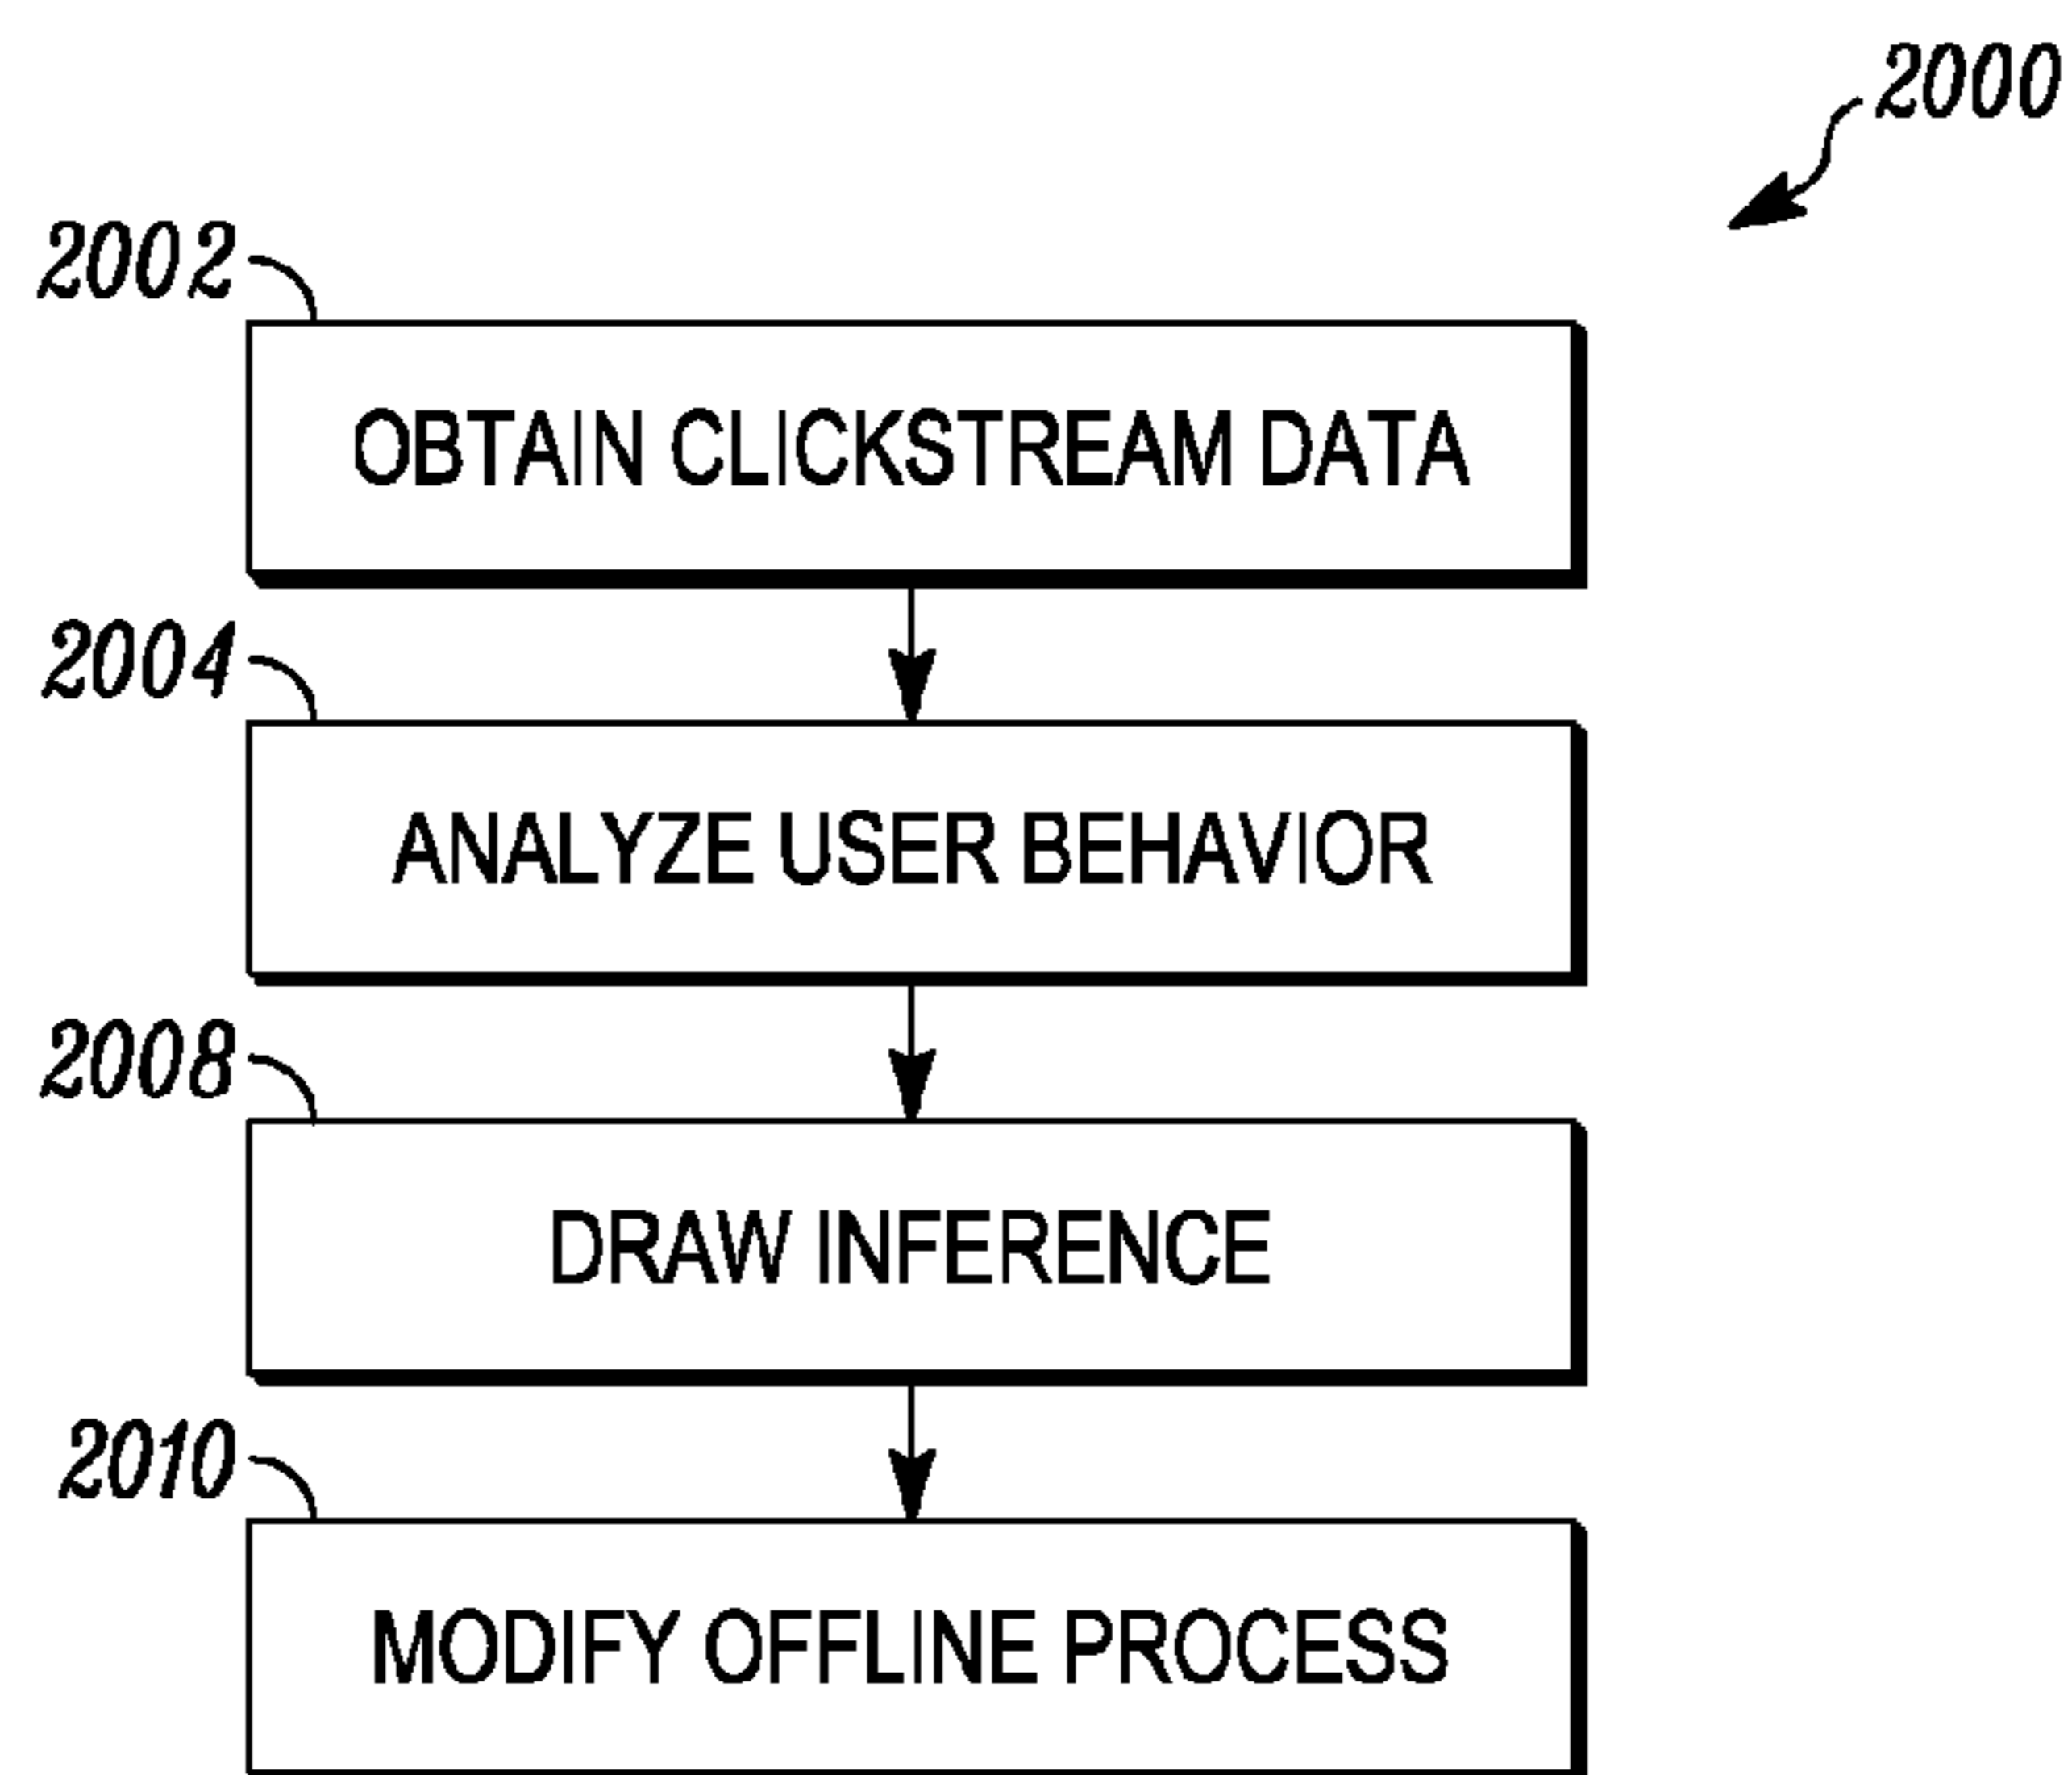 2000
2002
OBTAIN CLICKSTREAM DATA
2004
ANALYZE USER BEHAVIOR
2008
DRAW INFERENCE
2010
MODIFY OFFLINE PROCESS